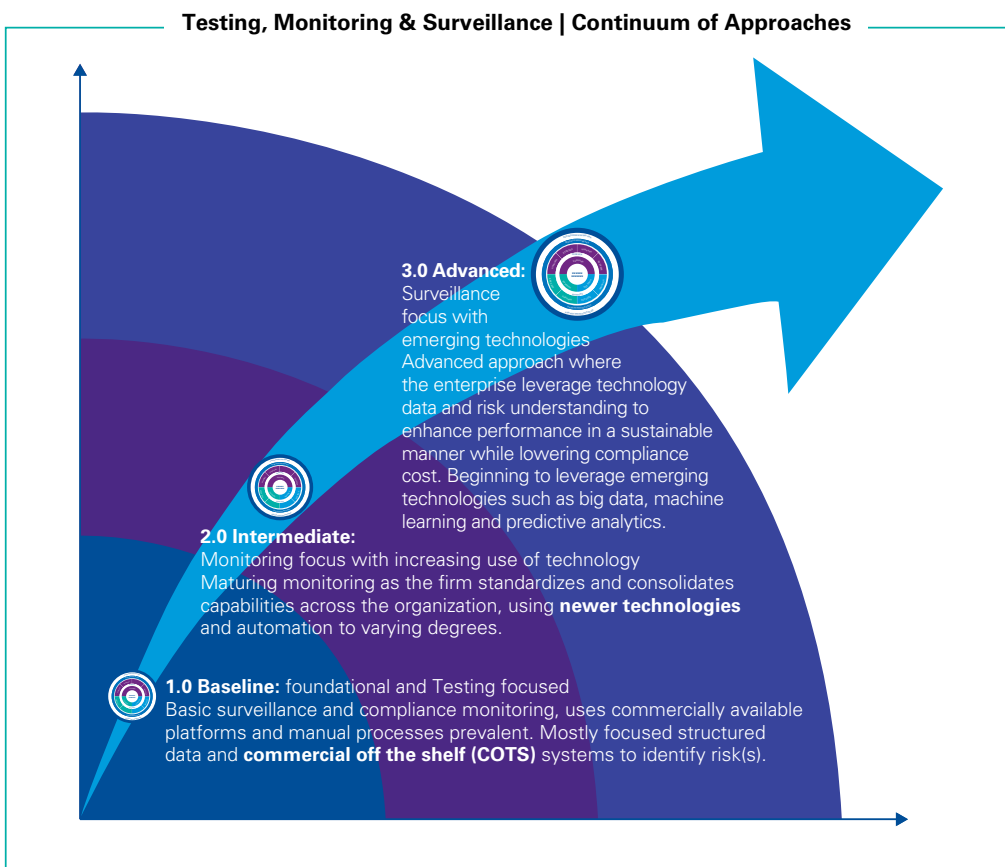 Testing, Monitoring & Surveillance | Continuum of Approaches
3.0 Advanced:
Surveillance
focus with
emerging technologies
Advanced approach where
the enterprise leverage technology
data and risk understanding to
enhance performance in a sustainable
manner while lowering compliance
cost. Beginning to leverage emerging
technologies such as big data, machine
learning and predictive analytics.
2.0 Intermediate:
Monitoring focus with increasing use of technology
Maturing monitoring as the firm standardizes and consolidates
capabilities across the organization, using newer technologies
and automation to varying degrees.
1.0 Baseline: foundational and Testing focused
Basic surveillance and compliance monitoring, uses commercially available
platforms and manual processes prevalent. Mostly focused structured
data and commercial off the shelf (COTS) systems to identify risk(s).